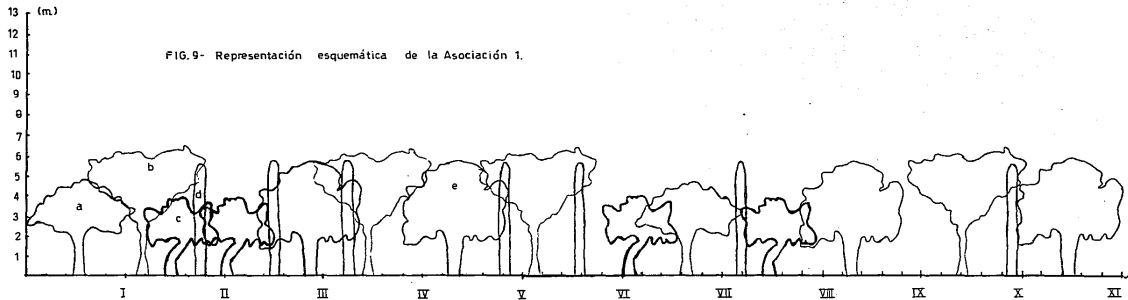 13 (m.)
12
11
FIG. 9- Representación esquemática de la Asociación 1.
10
9
8
7
6
5
4
3
2
1
b
d
e
a
c
I II III IV V VI VII VIII IX X XI